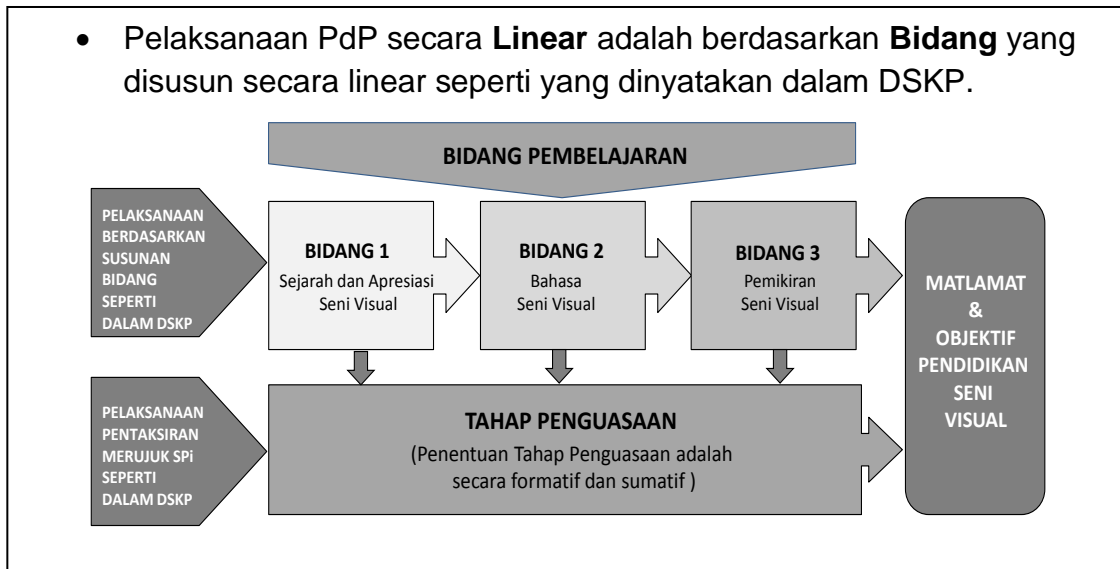 • Pelaksanaan PdP secara Linear adalah berdasarkan Bidang yang
disusun secara linear seperti yang dinyatakan dalam DSKP.
BIDANG PEMBELAJARAN
PELAKSANAAN
BERDASARKAN
SUSUNAN
BIDANG
SEPERTI
DALAM DSKP
BIDANG 1
Sejarah dan Apresiasi
Seni Visual
BIDANG 2
Bahasa
Seni Visual
BIDANG 3
Pemikiran
Seni Visual
MATLAMAT
&
OBJEKTIF
PENDIDIKAN
SENI
VISUAL
PELAKSANAAN
PENTAKSIRAN
MERUJUK SPi
SEPERTI
DALAM DSKP
TAHAP PENGUASAAN
(Penentuan Tahap Penguasaan adalah
secara formatif dan sumatif )